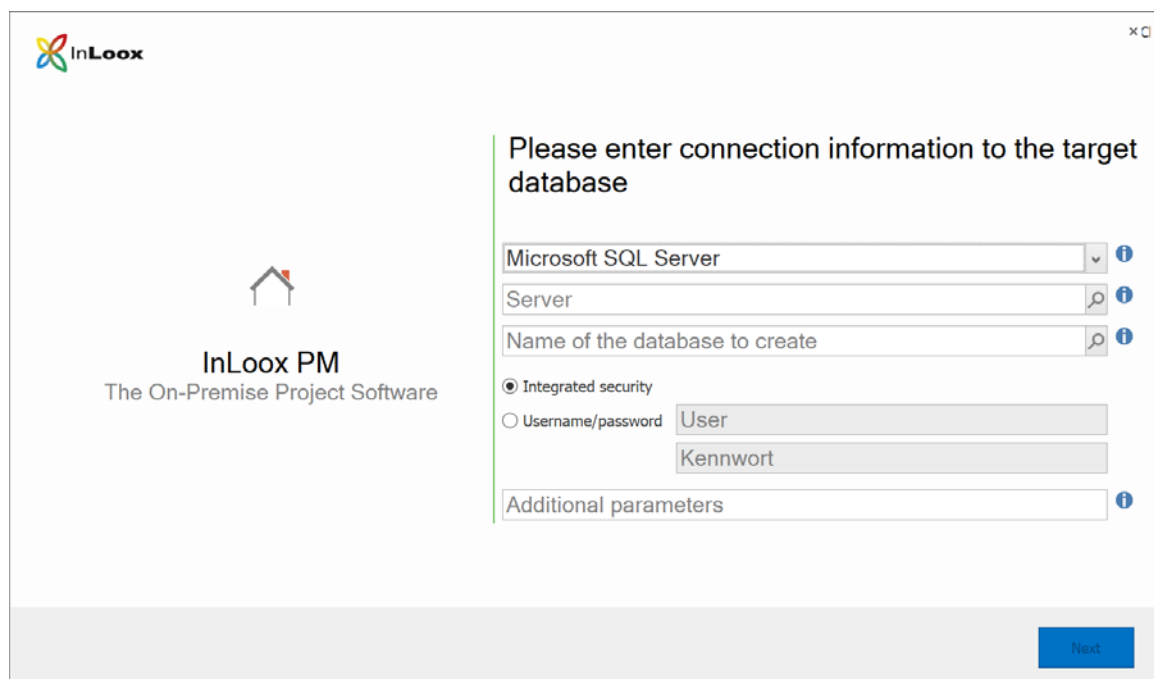 InLoox
Please enter connection information to the target
database
Microsoft SQL Server
Server
Name of the database to create
InLoox PM
The On-Premise Project Software
Integrated security
Username/password User
Kennwort
Additional parameters
Next